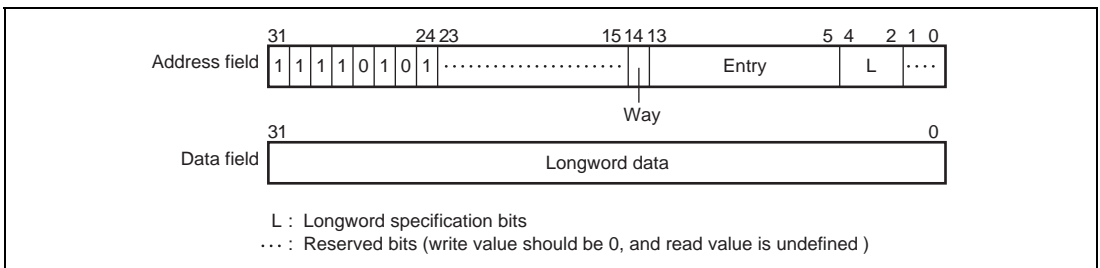 31 24 23 15 14 13 5 4 2 1 0
Address field 1 1 1 1 0 1 0 1 .................... Entry L ....
Way
31 0
Data field Longword data
L : Longword specification bits
... : Reserved bits (write value should be 0, and read value is undefined )